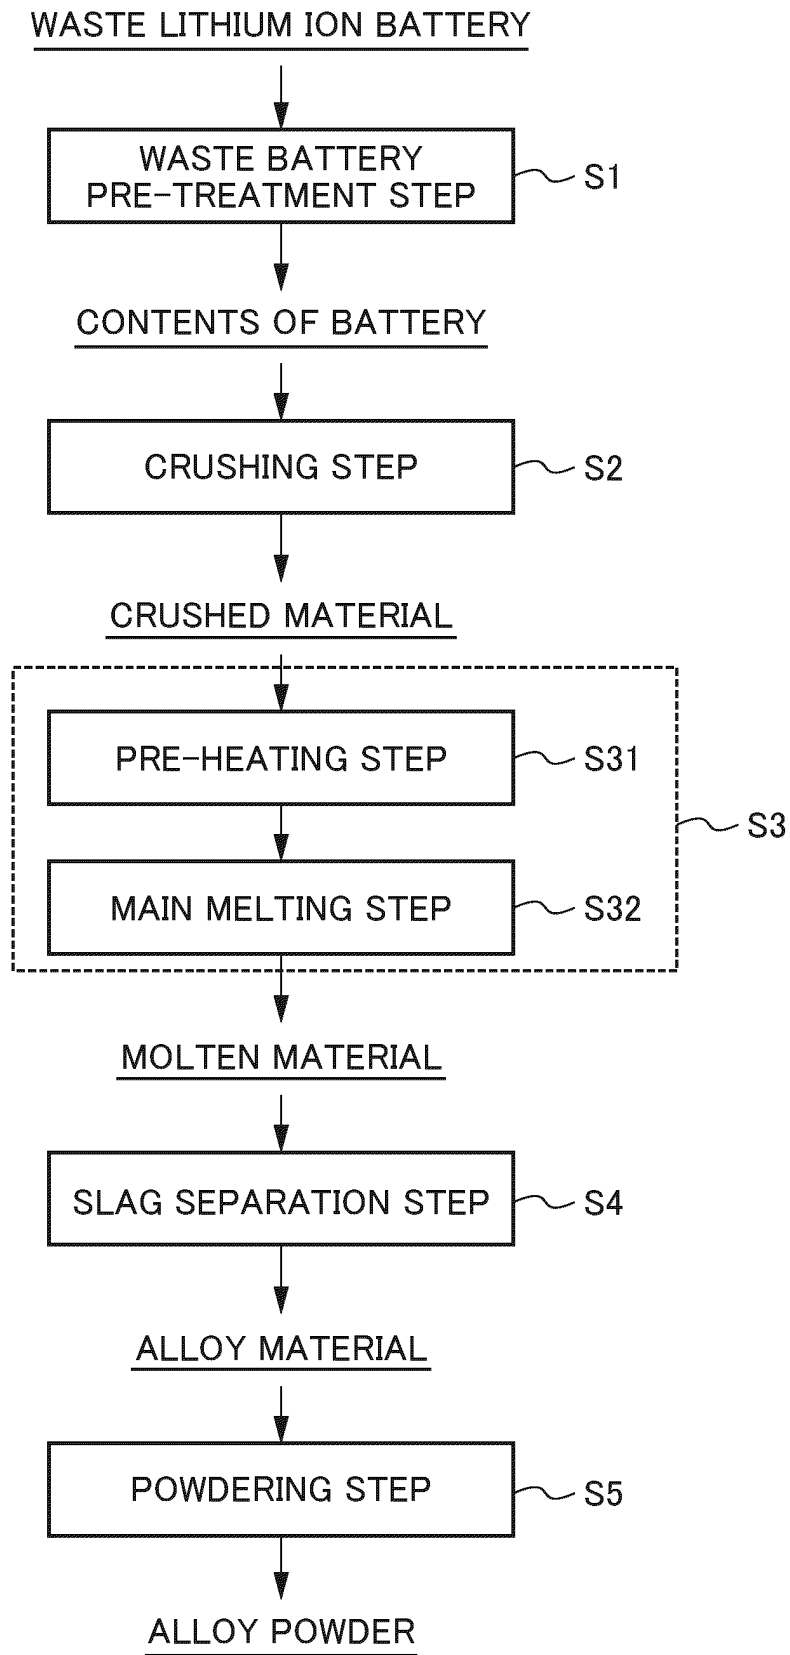 WASTE LITHIUM ION BATTERY
WASTE BATTERY
PRE-TREATMENT STEP
S1
CONTENTS OF BATTERY
CRUSHING STEP
S2
CRUSHED MATERIAL
PRE-HEATING STEP
S31
S3
MAIN MELTING STEP
S32
MOLTEN MATERIAL
SLAG SEPARATION STEP
S4
ALLOY MATERIAL
POWDERING STEP
S5
ALLOY POWDER